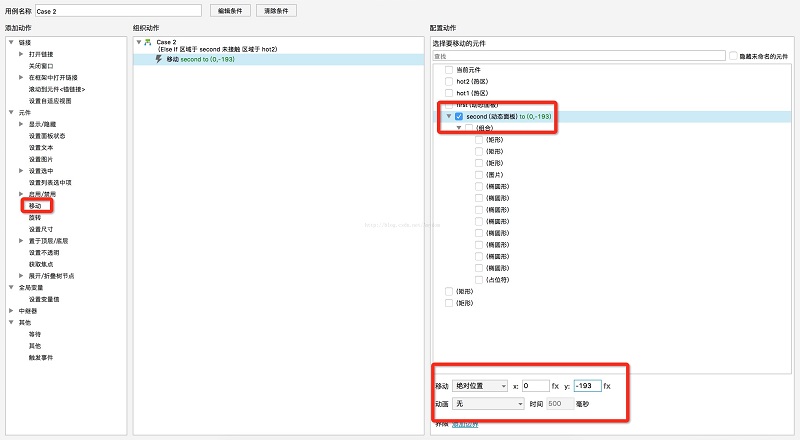 用例名称 Case 2 编辑条件 清除条件
添加动作 组织动作 配置动作
链接
打开链接
关闭窗口
在框架中打开链接
滚动到元件<锚链接>
设置自适应视图
元件
显示/隐藏
设置面板状态
设置文本
设置图片
设置选中
设置列表选中项
启用/禁用
移动
旋转
设置尺寸
置于顶层/底层
设置不透明
获取焦点
展开/折叠树节点
全局变量
设置变量值
中继器
其他
等待
其他
触发事件
Case 2
(Else If 区域于 second 未接触 区域于 hot2)
移动 second to (0,-193)
选择要移动的元件
查找 隐藏未命名的元件
当前元件
hot2 (热区)
hot1 (热区)
first (动态面板)
second (动态面板) to (0,-193)
(组合)
(矩形)
(矩形)
(矩形)
(图片)
(椭圆形)
(椭圆形)
(椭圆形)
(椭圆形)
(椭圆形)
(椭圆形)
(椭圆形)
(椭圆形)
(占位符)
(矩形)
(矩形)
移动 绝对位置 x: 0 fx y: -193 fx
动画 无 时间 500 毫秒
界限 添加边界